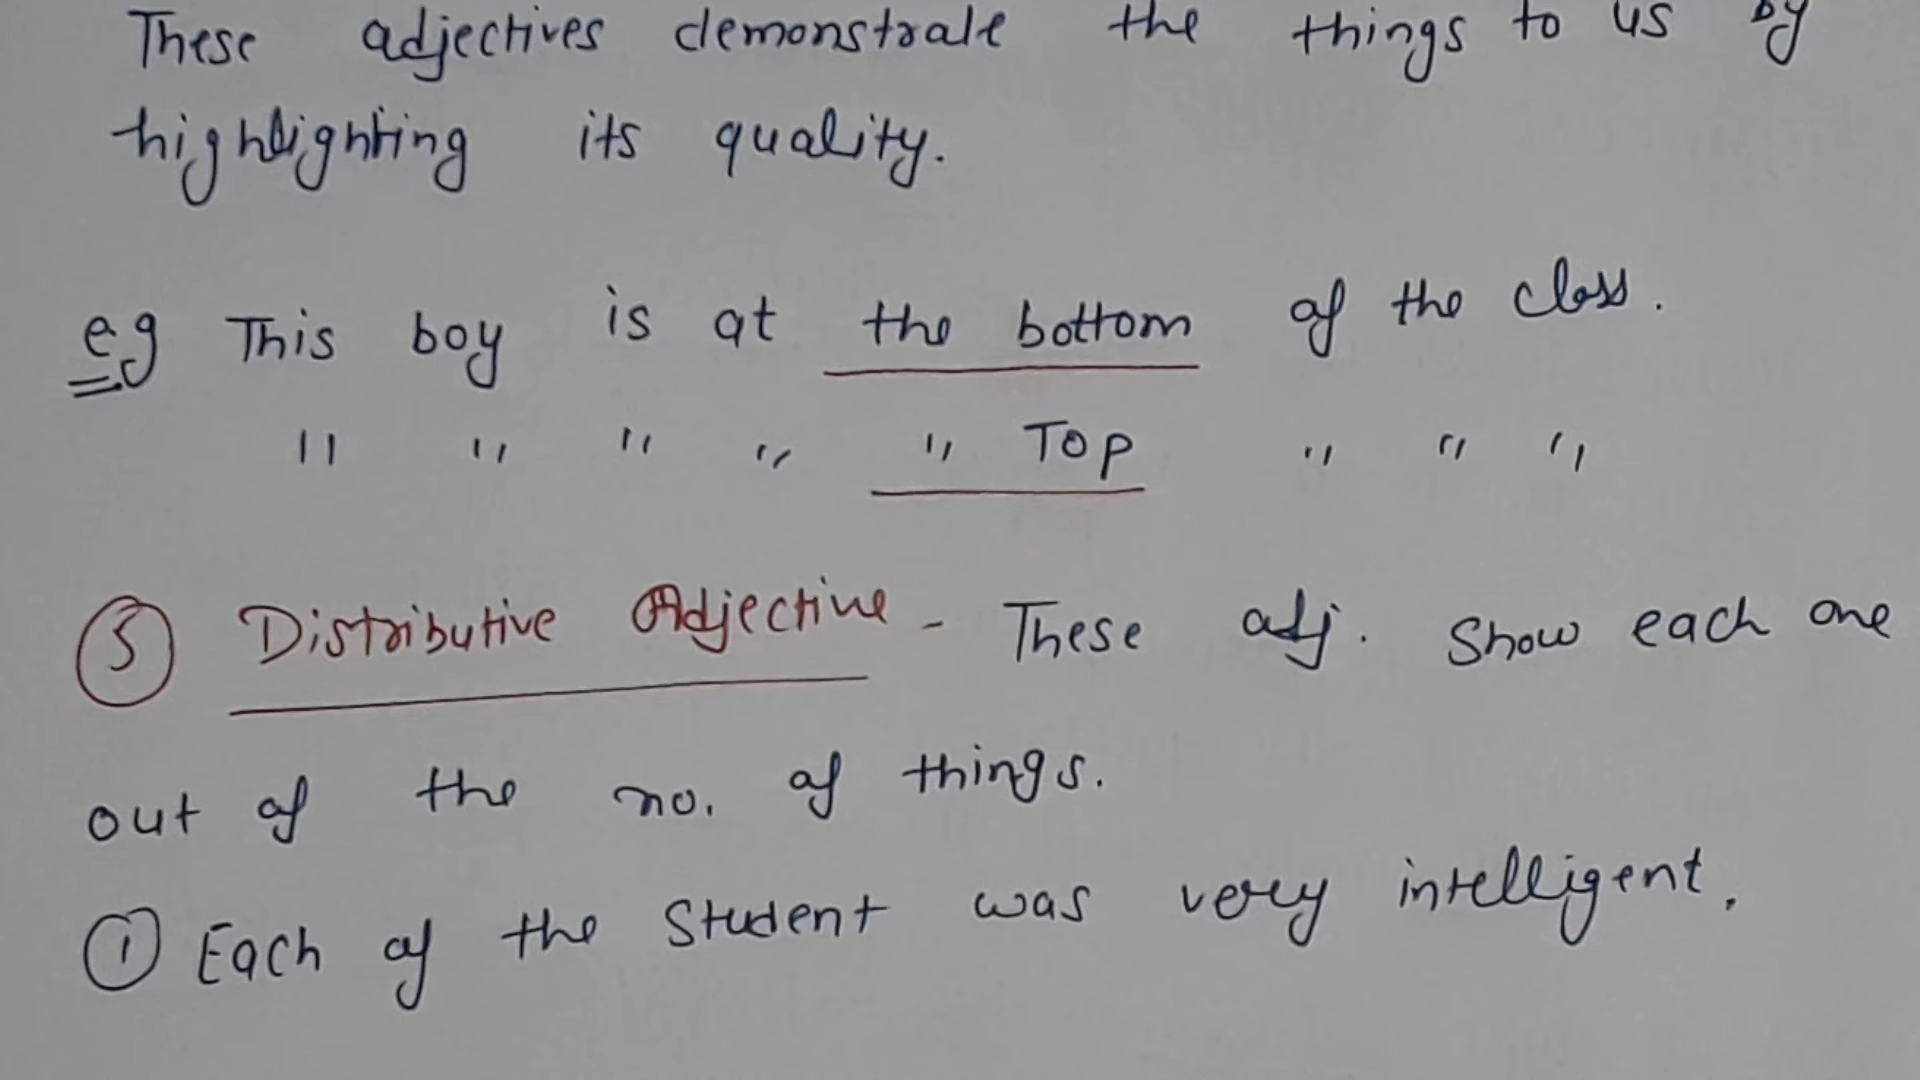 These adjectives demonstrate the things to us by
highlighting its quality.
eg This boy is at the bottom of the class.
" " " " " Top " " "
5 Distributive Adjective - These adj. Show each one
out of the no. of things.
1 Each of the Student was very intelligent.